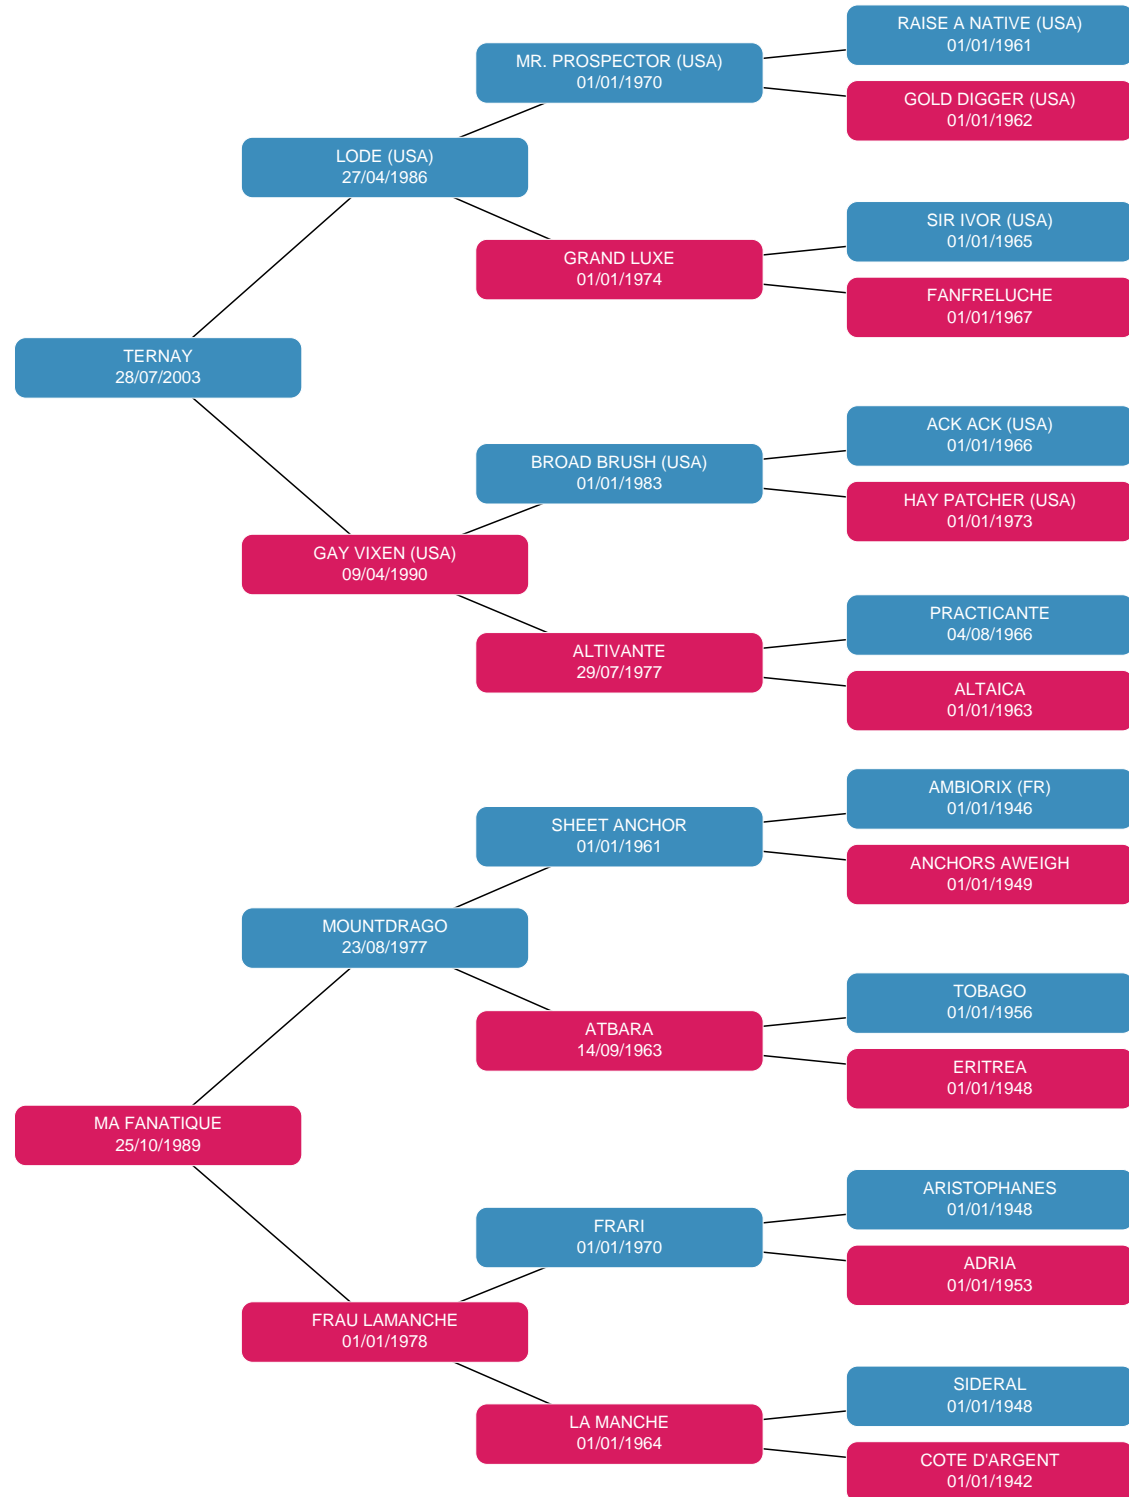 RAISE A NATIVE (USA)
01/01/1961
MR. PROSPECTOR (USA)
01/01/1970
GOLD DIGGER (USA)
01/01/1962
LODE (USA)
27/04/1986
SIR IVOR (USA)
01/01/1965
GRAND LUXE
01/01/1974
FANFRELUCHE
01/01/1967
TERNAY
28/07/2003
ACK ACK (USA)
01/01/1966
BROAD BRUSH (USA)
01/01/1983
HAY PATCHER (USA)
01/01/1973
GAY VIXEN (USA)
09/04/1990
PRACTICANTE
04/08/1966
ALTIVANTE
29/07/1977
ALTAICA
01/01/1963
AMBIORIX (FR)
01/01/1946
SHEET ANCHOR
01/01/1961
ANCHORS AWEIGH
01/01/1949
MOUNTDRAGO
23/08/1977
TOBAGO
01/01/1956
ATBARA
14/09/1963
ERITREA
01/01/1948
MA FANATIQUE
25/10/1989
ARISTOPHANES
01/01/1948
FRARI
01/01/1970
ADRIA
01/01/1953
FRAU LAMANCHE
01/01/1978
SIDERAL
01/01/1948
LA MANCHE
01/01/1964
COTE D'ARGENT
01/01/1942